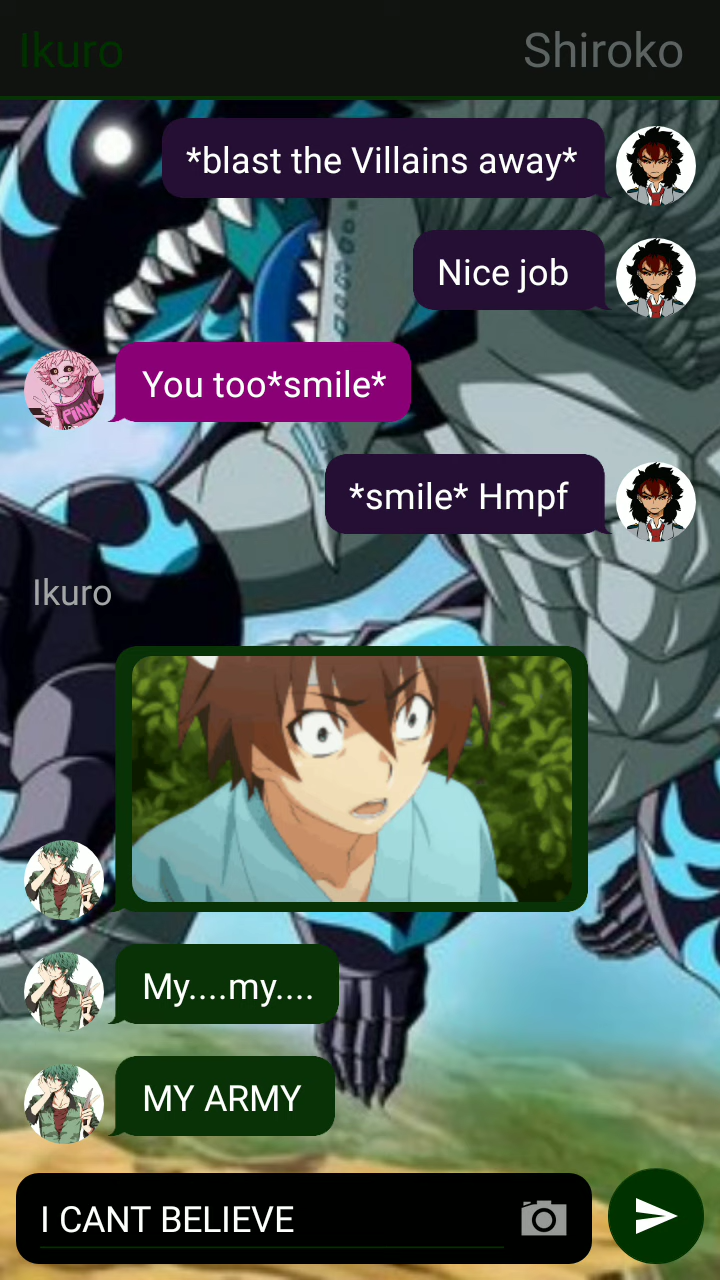 Ikuro
Shiroko
*blast the Villains away*
Nice job
You too*smile*
PINK
*smile* Hmpf
Ikuro
My....my....
MY ARMY
I CANT BELIEVE